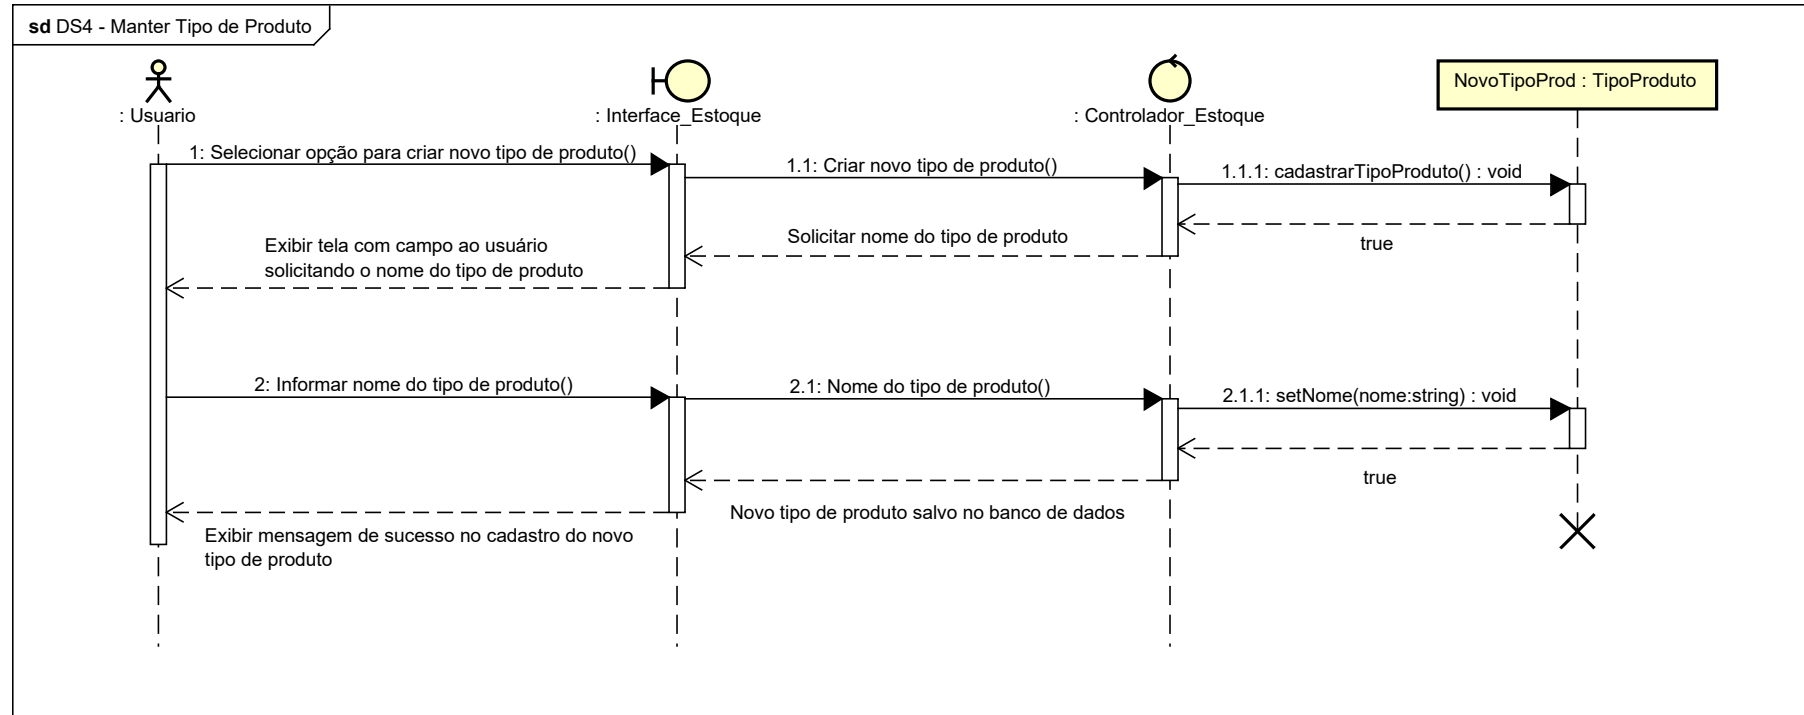 sd DS4 - Manter Tipo de Produto
: Usuario
: Interface_Estoque
: Controlador_Estoque
NovoTipoProd : TipoProduto
1: Selecionar opção para criar novo tipo de produto()
1.1: Criar novo tipo de produto()
1.1.1: cadastrarTipoProduto() : void
true
Solicitar nome do tipo de produto
Exibir tela com campo ao usuário
solicitando o nome do tipo de produto
2: Informar nome do tipo de produto()
2.1: Nome do tipo de produto()
2.1.1: setNome(nome:string) : void
true
Novo tipo de produto salvo no banco de dados
Exibir mensagem de sucesso no cadastro do novo
tipo de produto